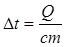 Δt = Q / cm